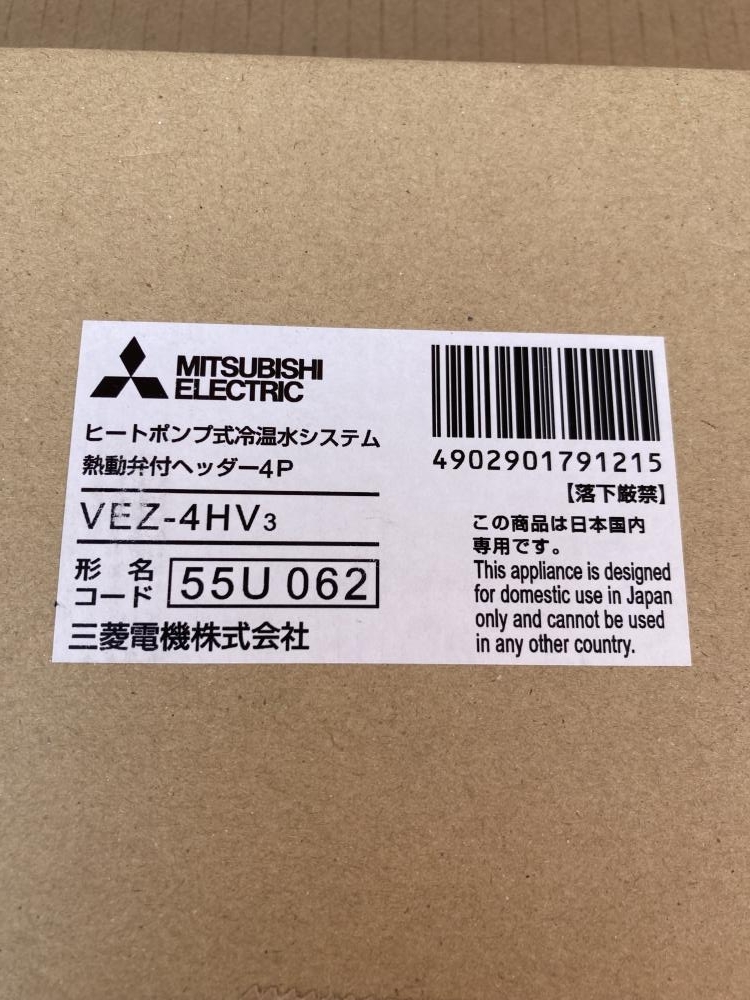 MITSUBISHI
ELECTRIC
ヒートポンプ式冷温水システム
熱動弁付ヘッダー4P
VEZ-4HV3
形名
コード
55U 062
三菱電機株式会社
4902901791215
【落下厳禁】
この商品は日本国内
専用です。
This appliance is designed
for domestic use in Japan
only and cannot be used
in any other country.